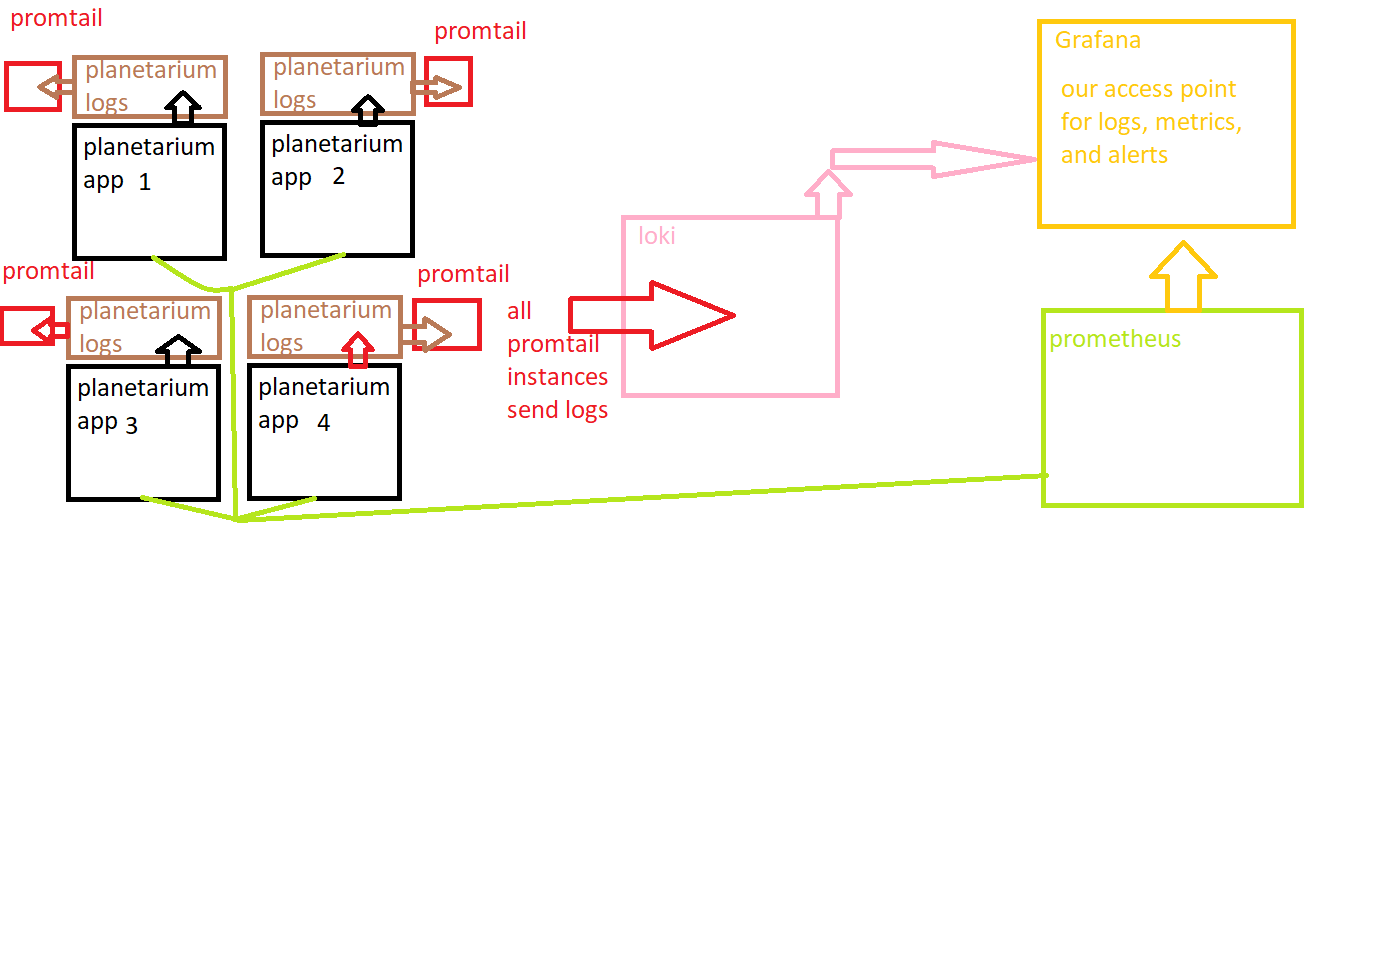 promtail
promtail
planetarium
logs
planetarium
logs
planetarium
app 1
planetarium
app 2
promtail
promtail
planetarium
logs
planetarium
logs
planetarium
app 3
planetarium
app 4
all
promtail
instances
send logs
loki
Grafana
our access point
for logs, metrics,
and alerts
prometheus